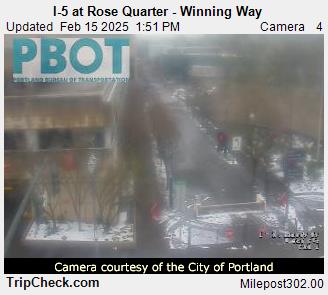 I-5 at Rose Quarter - Winning Way
Updated Feb 15 2025 1:51 PM Camera 4
PBOT
PORTLAND BUREAU OF TRANSPORTATION
Camera courtesy of the City of Portland
TripCheck.com Milepost302.00